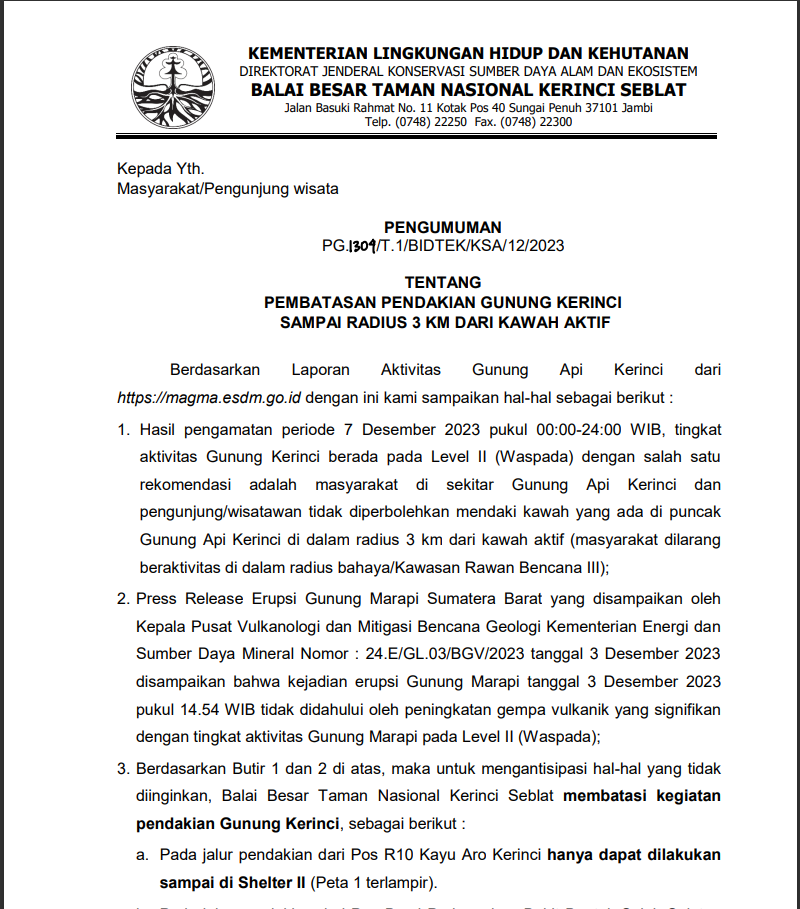 KEMENTERIAN LINGKUNGAN HIDUP DAN KEHUTANAN
DIREKTORAT JENDERAL KONSERVASI SUMBER DAYA ALAM DAN EKOSISTEM
BALAI BESAR TAMAN NASIONAL KERINCI SEBLAT
Jalan Basuki Rahmat No. 11 Kotak Pos 40 Sungai Penuh 37101 Jambi
Telp. (0748) 22250 Fax. (0748) 22300
Kepada Yth.
Masyarakat/Pengunjung wisata
PENGUMUMAN
PG.1309/T.1/BIDTEK/KSA/12/2023
TENTANG
PEMBATASAN PENDAKIAN GUNUNG KERINCI
SAMPAI RADIUS 3 KM DARI KAWAH AKTIF
Berdasarkan Laporan Aktivitas Gunung Api Kerinci dari
https://magma.esdm.go.id dengan ini kami sampaikan hal-hal sebagai berikut :
1. Hasil pengamatan periode 7 Desember 2023 pukul 00:00-24:00 WIB, tingkat
aktivitas Gunung Kerinci berada pada Level II (Waspada) dengan salah satu
rekomendasi adalah masyarakat di sekitar Gunung Api Kerinci dan
pengunjung/wisatawan tidak diperbolehkan mendaki kawah yang ada di puncak
Gunung Api Kerinci di dalam radius 3 km dari kawah aktif (masyarakat dilarang
beraktivitas di dalam radius bahaya/Kawasan Rawan Bencana III);
2. Press Release Erupsi Gunung Marapi Sumatera Barat yang disampaikan oleh
Kepala Pusat Vulkanologi dan Mitigasi Bencana Geologi Kementerian Energi dan
Sumber Daya Mineral Nomor : 24.E/GL.03/BGV/2023 tanggal 3 Desember 2023
disampaikan bahwa kejadian erupsi Gunung Marapi tanggal 3 Desember 2023
pukul 14.54 WIB tidak didahului oleh peningkatan gempa vulkanik yang signifikan
dengan tingkat aktivitas Gunung Marapi pada Level II (Waspada);
3. Berdasarkan Butir 1 dan 2 di atas, maka untuk mengantisipasi hal-hal yang tidak
diinginkan, Balai Besar Taman Nasional Kerinci Seblat membatasi kegiatan
pendakian Gunung Kerinci, sebagai berikut :
a. Pada jalur pendakian dari Pos R10 Kayu Aro Kerinci hanya dapat dilakukan
sampai di Shelter II (Peta 1 terlampir).